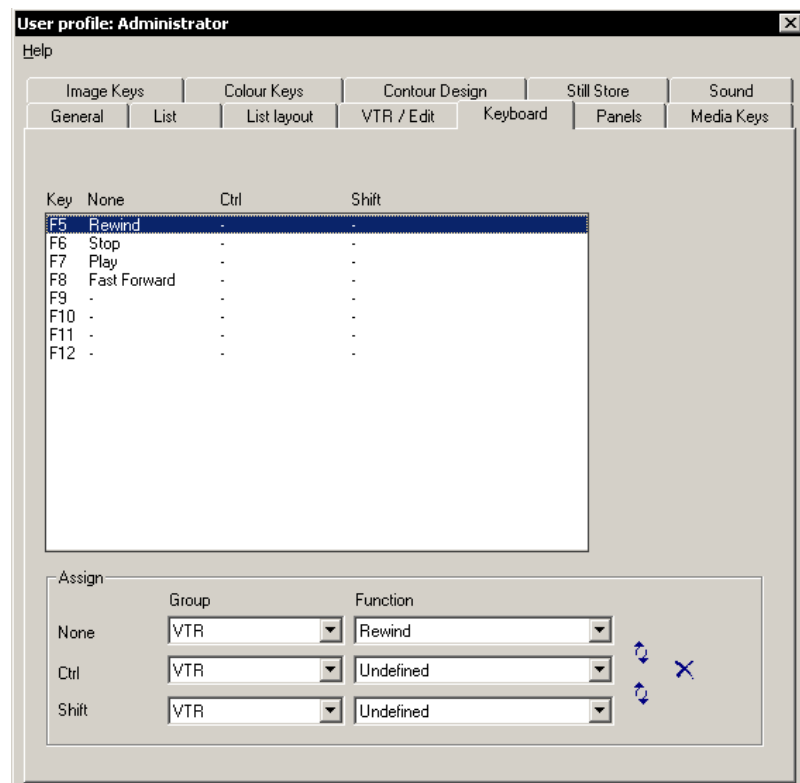 User profile: Administrator
Help
Image Keys Colour Keys Contour Design Still Store Sound
General List List layout VTR / Edit Keyboard Panels Media Keys
Key None Ctrl Shift
F5 Rewind - -
F6 Stop - -
F7 Play - -
F8 Fast Forward - -
F9 - - -
F10 - - -
F11 - - -
F12 - - -
Assign
Group Function
None VTR Rewind
Ctrl VTR Undefined
Shift VTR Undefined